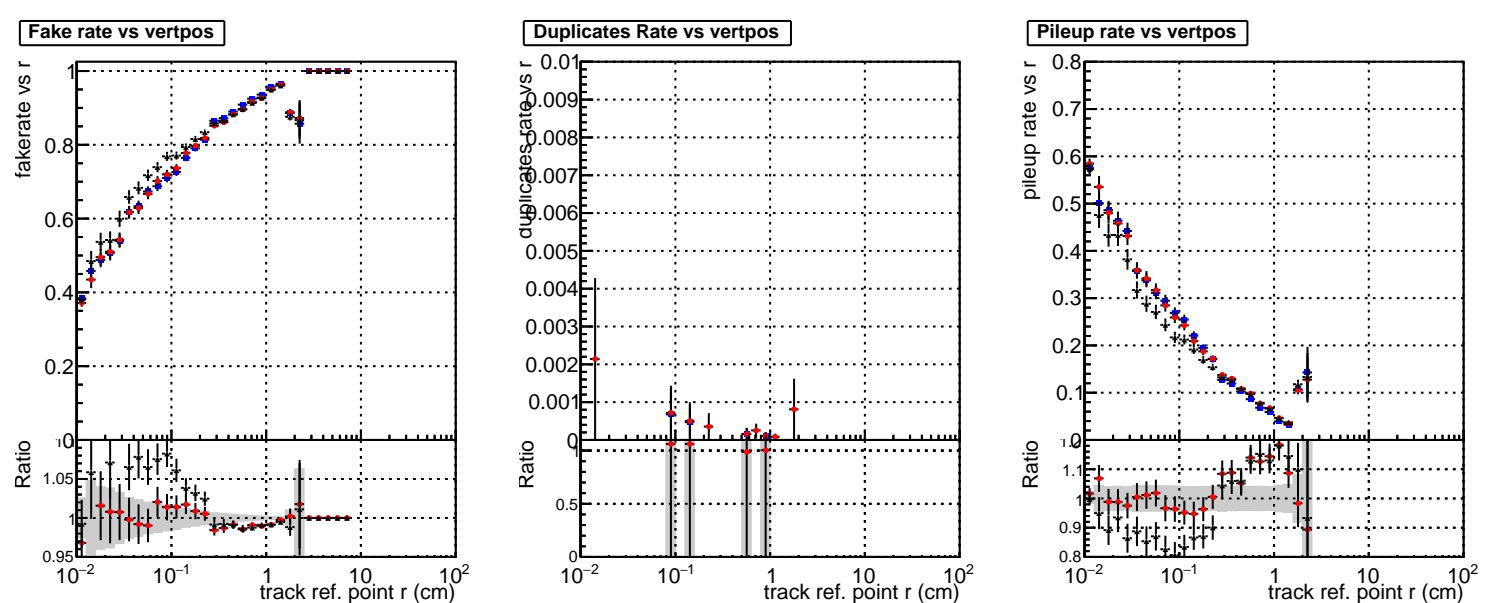 Fake rate vs vertpos
fakerate vs r
1
0.8
0.6
0.4
0.2
0
Ratio
1.05
1
0.95
10⁻² 10⁻¹ 1 10 10²
track ref. point r (cm)
Duplicates Rate vs vertpos
duplicates rate vs r
0.01
0.009
0.008
0.007
0.006
0.005
0.004
0.003
0.002
0.001
0
Ratio
1
0.5
0
10⁻² 10⁻¹ 1 10 10²
track ref. point r (cm)
Pileup rate vs vertpos
pileup rate vs r
0.8
0.7
0.6
0.5
0.4
0.3
0.2
0.1
Ratio
1.1
1
0.9
0.8
10⁻² 10⁻¹ 1 10 10²
track ref. point r (cm)